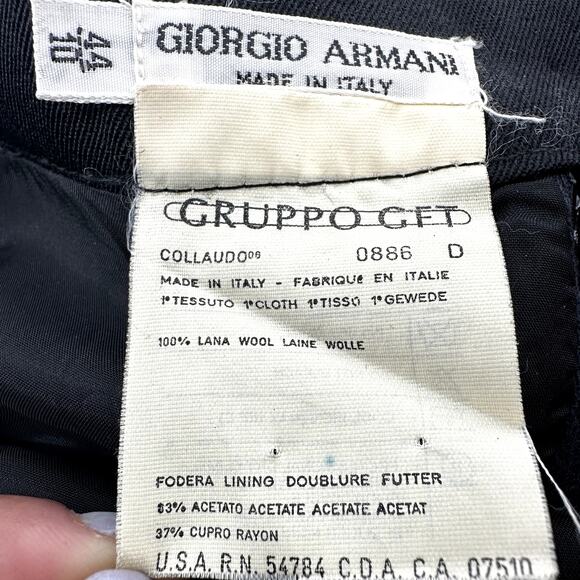 44
10
GIORGIO ARMANI
MADE IN ITALY
GRUPPO GFT
COLLAUDO06 0886 D
MADE IN ITALY - FABRIQUé EN ITALIE
1°TESSUTO 1°CLOTH 1°TISSO 1°GEWEDE
100% LANA WOOL LAINE WOLLE
FODERA LINING DOUBLURE FUTTER
63% ACETATO ACETATE ACETATE ACETAT
37% CUPRO RAYON
U.S.A. R.N. 54784 C.D.A. C.A. 07510